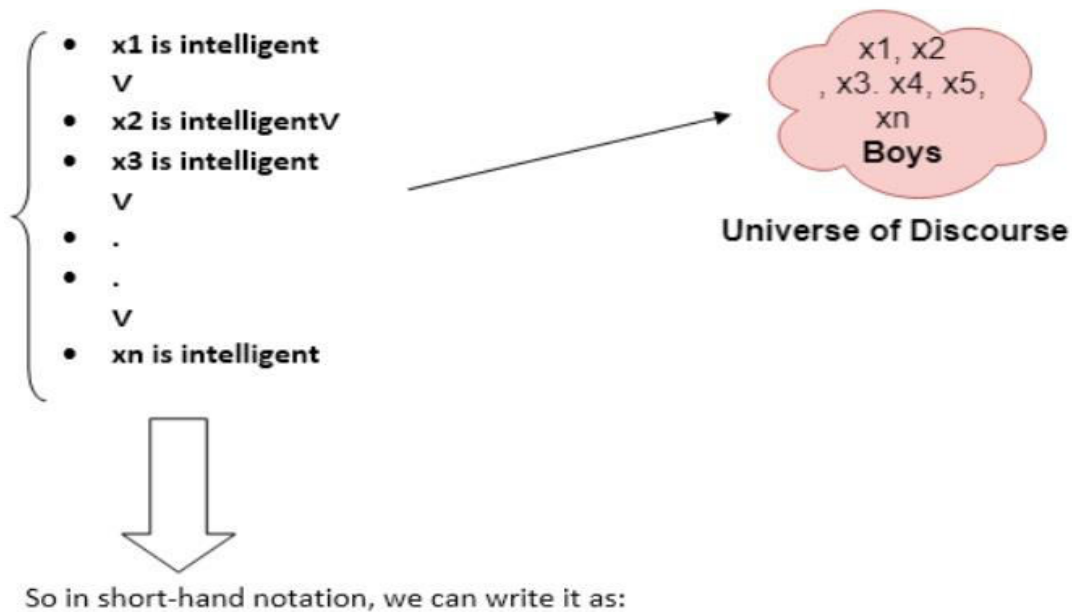 • x1 is intelligent
V
• x2 is intelligentV
• x3 is intelligent
V
• .
• .
V
• xn is intelligent
x1, x2
, x3. x4, x5,
xn
Boys
Universe of Discourse
So in short-hand notation, we can write it as: